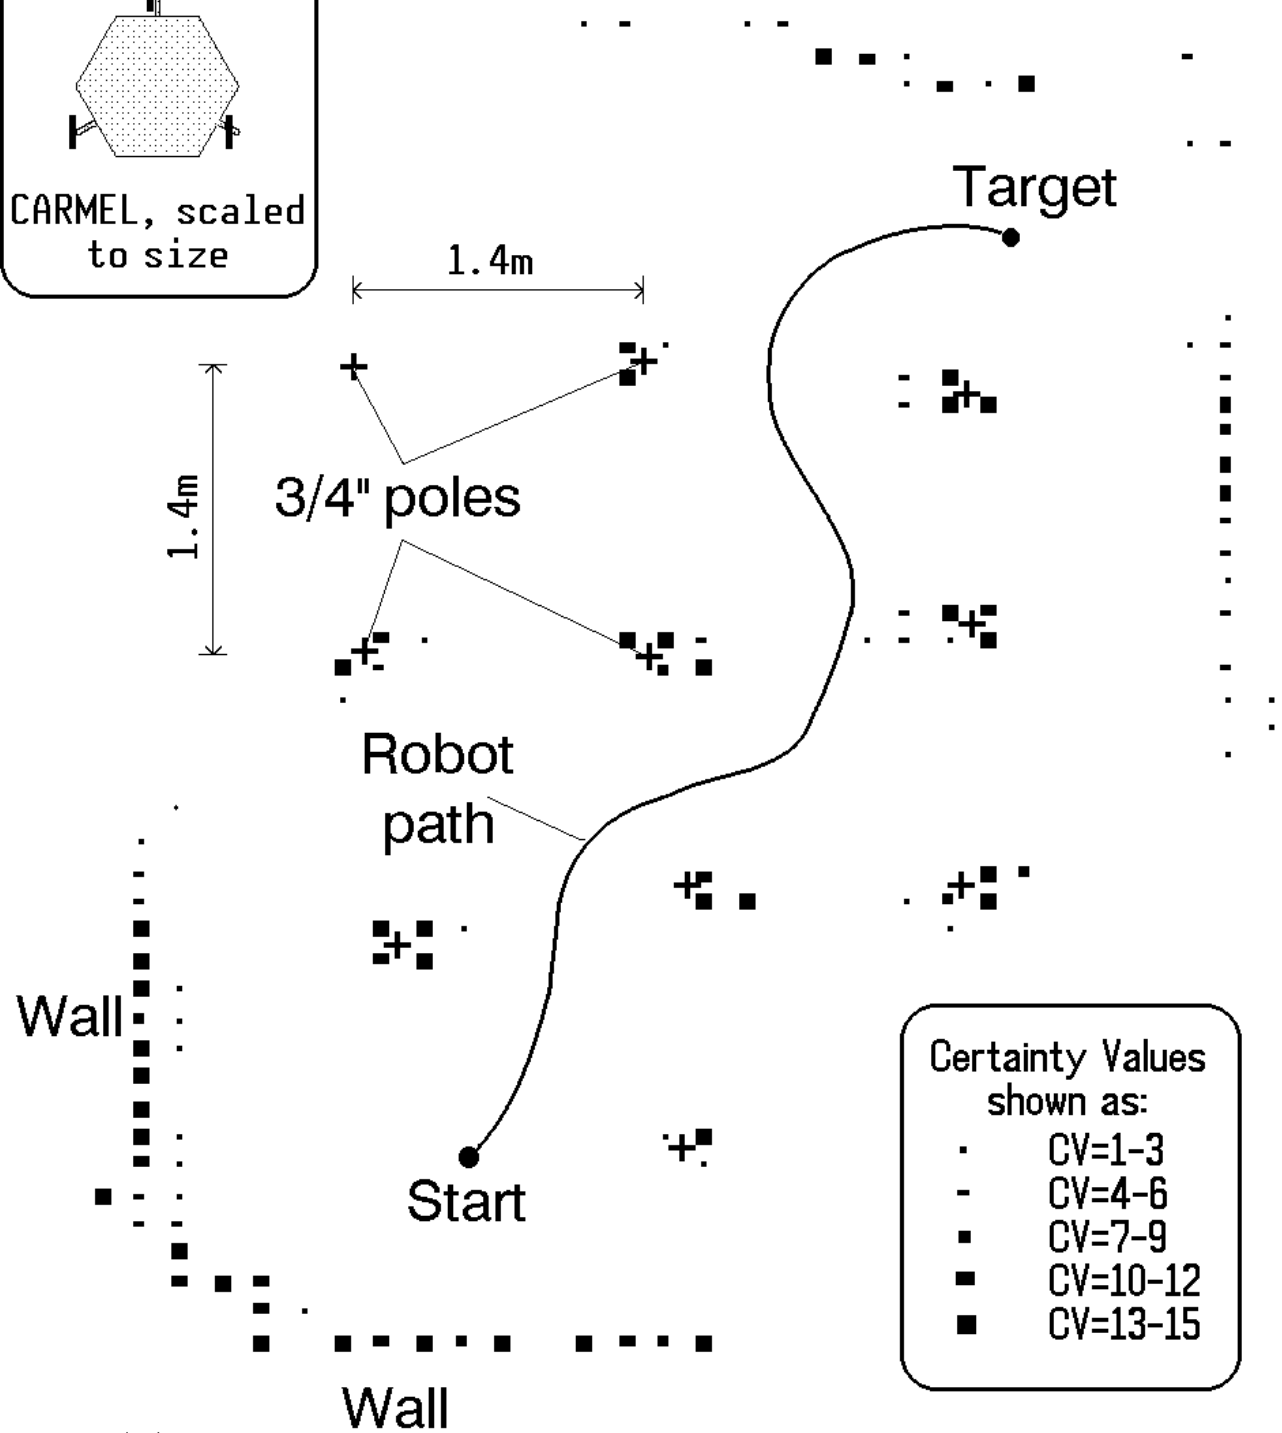 CARMEL, scaled
to size
Target
1.4m
1.4m
3/4" poles
Robot
path
Wall
Start
Certainty Values
shown as:
CV=1-3
CV=4-6
CV=7-9
CV=10-12
CV=13-15
Wall